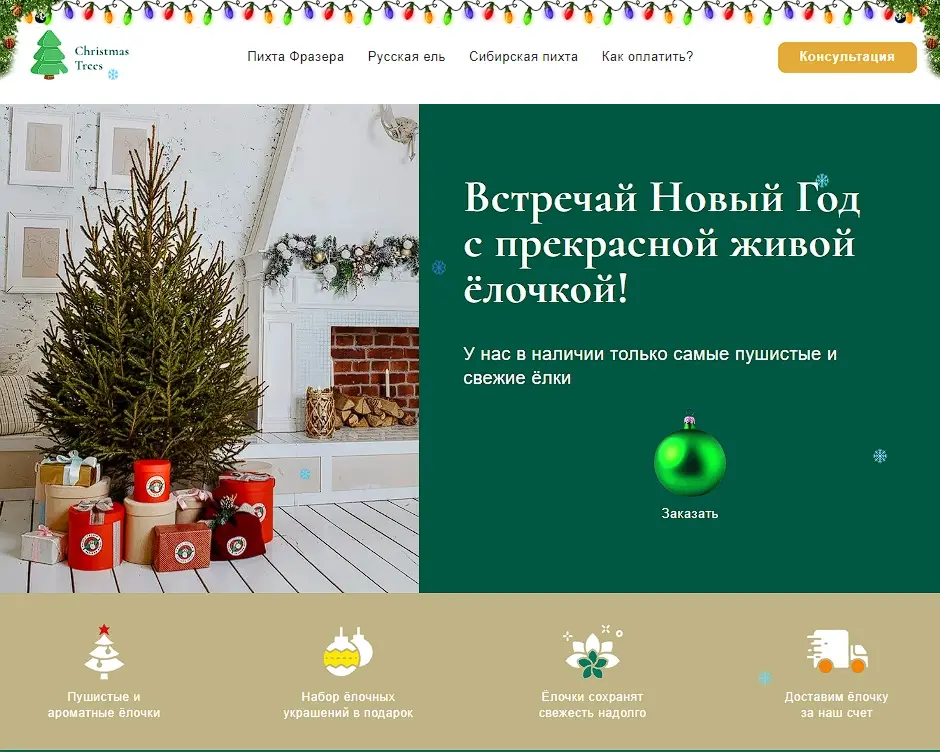 Christmas
Trees
Пихта Фразера
Русская ель
Сибирская пихта
Как оплатить?
Консультация
Встречай Новый Год
с прекрасной живой
ёлочкой!
У нас в наличии только самые пушистые и
свежие ёлки
Заказать
Пушистые и
ароматные ёлочки
Набор ёлочных
украшений в подарок
Ёлочки сохранят
свежесть надолго
Доставим ёлочку
за наш счет